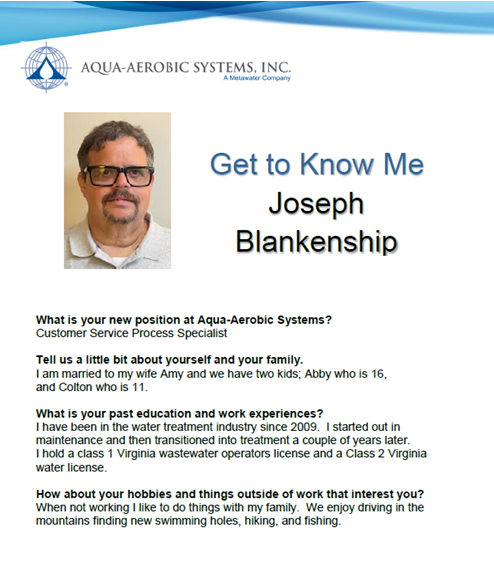 AQUA-AEROBIC SYSTEMS, INC.
A Metawater Company
Get to Know Me
Joseph
Blankenship
What is your new position at Aqua-Aerobic Systems?
Customer Service Process Specialist
Tell us a little bit about yourself and your family.
I am married to my wife Amy and we have two kids; Abby who is 16,
and Colton who is 11.
What is your past education and work experiences?
I have been in the water treatment industry since 2009.  I started out in
maintenance and then transitioned into treatment a couple of years later.
I hold a class 1 Virginia wastewater operators license and a Class 2 Virginia
water license.
How about your hobbies and things outside of work that interest you?
When not working I like to do things with my family.  We enjoy driving in the
mountains finding new swimming holes, hiking, and fishing.